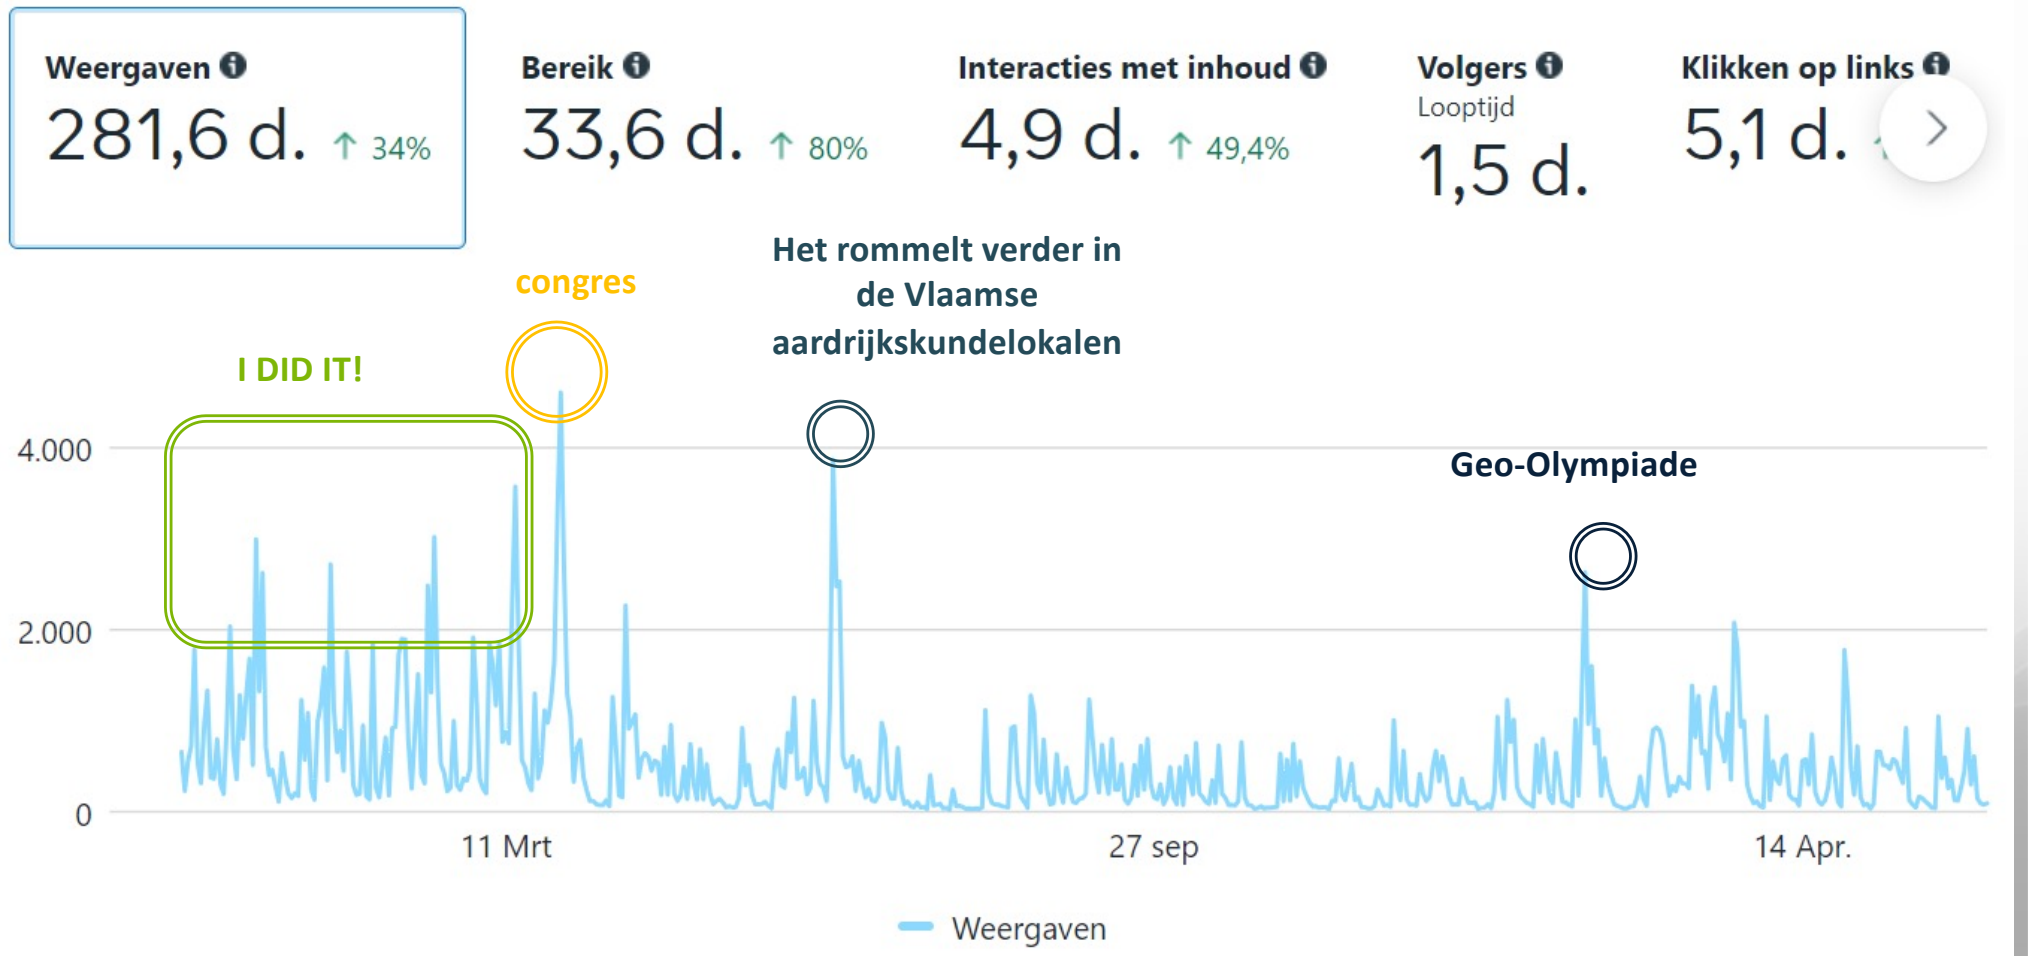 Weergaven
281,6 d. ↑ 34%
Bereik
33,6 d. ↑ 80%
Interacties met inhoud
4,9 d. ↑ 49,4%
Volgers
Looptijd
1,5 d.
Klikken op links
5,1 d.
Het rommelt verder in
de Vlaamse
aardrijkskundelokalen
congres
I DID IT!
Geo-Olympiade
4.000
2.000
0
11 Mrt
27 sep
14 Apr.
Weergaven